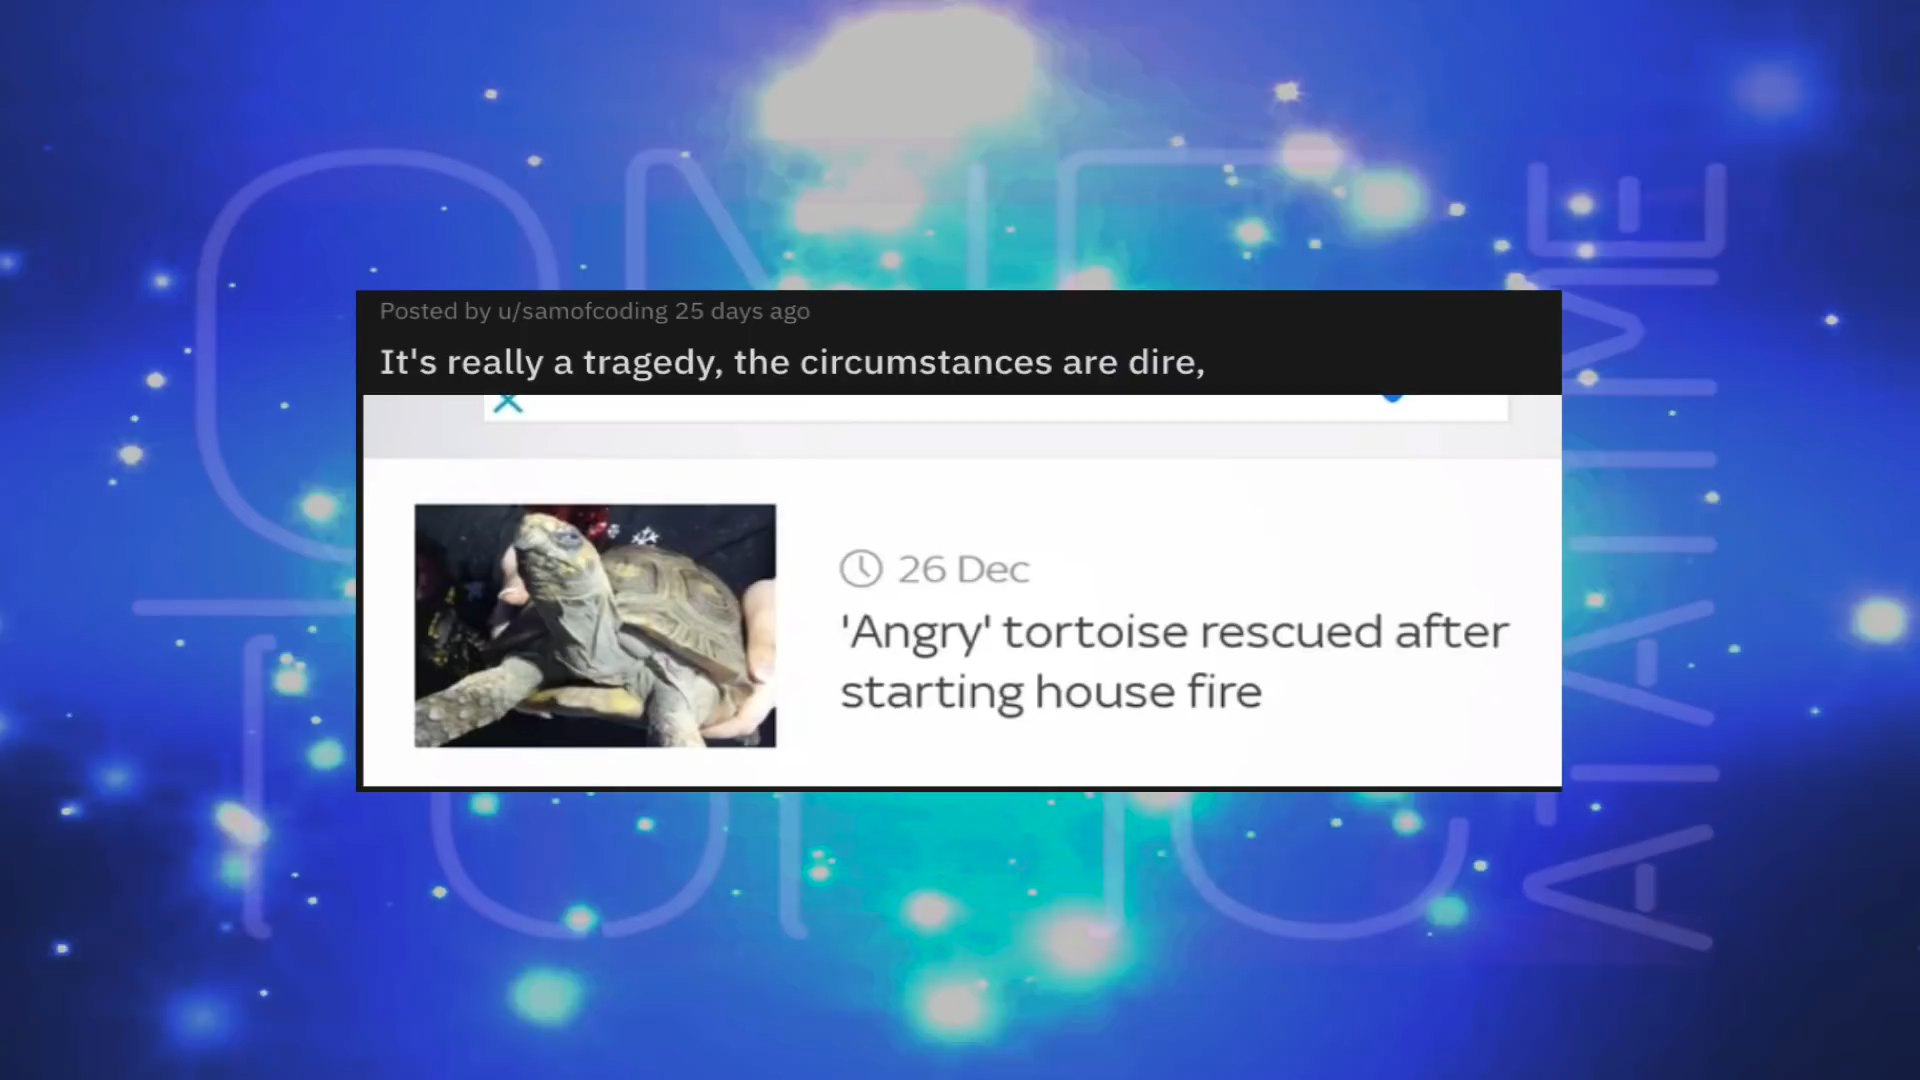 Posted by u/samofcoding 25 days ago
It's really a tragedy, the circumstances are dire,
26 Dec
'Angry' tortoise rescued after
starting house fire